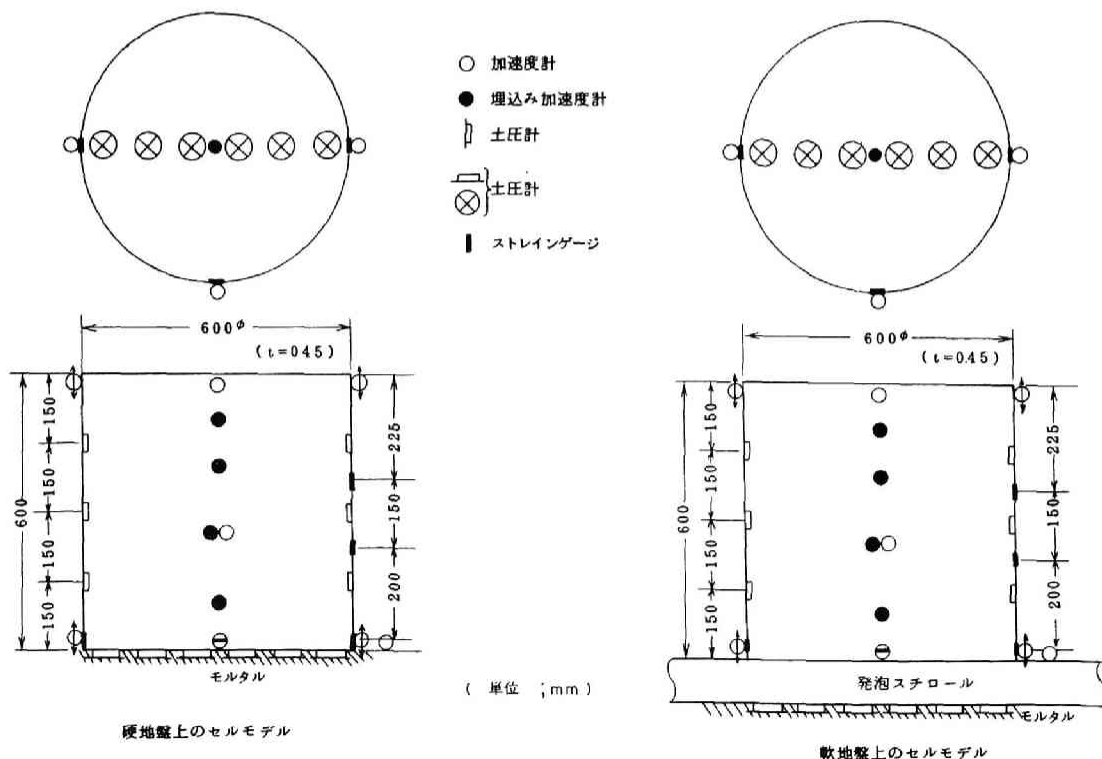 加速度計
埋込み加速度計
土圧計
土圧計
ストレインゲージ
600φ
(t=045)
600
150
150
150
150
225
150
200
モルタル
硬地盤上のセルモデル
( 単位 ;mm )
600φ
(t=045)
600
150
150
150
150
225
150
200
発泡スチロール
モルタル
軟地盤上のセルモデル